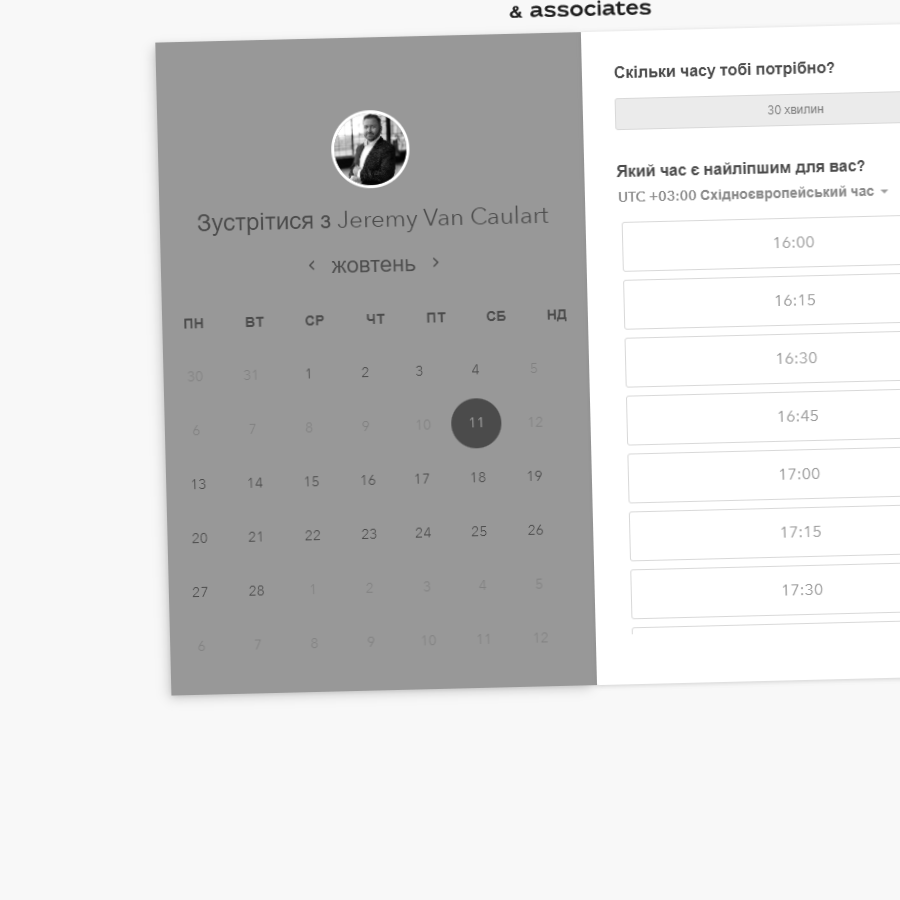 & associates
Зустрітися з Jeremy Van Caulart
жовтень
ПН ВТ СР ЧТ ПТ СБ НД
30 31 1 2 3 4 5
6 7 8 9 10 11 12
13 14 15 16 17 18 19
20 21 22 23 24 25 26
27 28 1 2 3 4 5
6 7 8 9 10 11 12
Скільки часу тобі потрібно?
30 хвилин
Який час є найліпшим для вас?
UTC +03:00 Східноєвропейський час
16:00
16:15
16:30
16:45
17:00
17:15
17:30